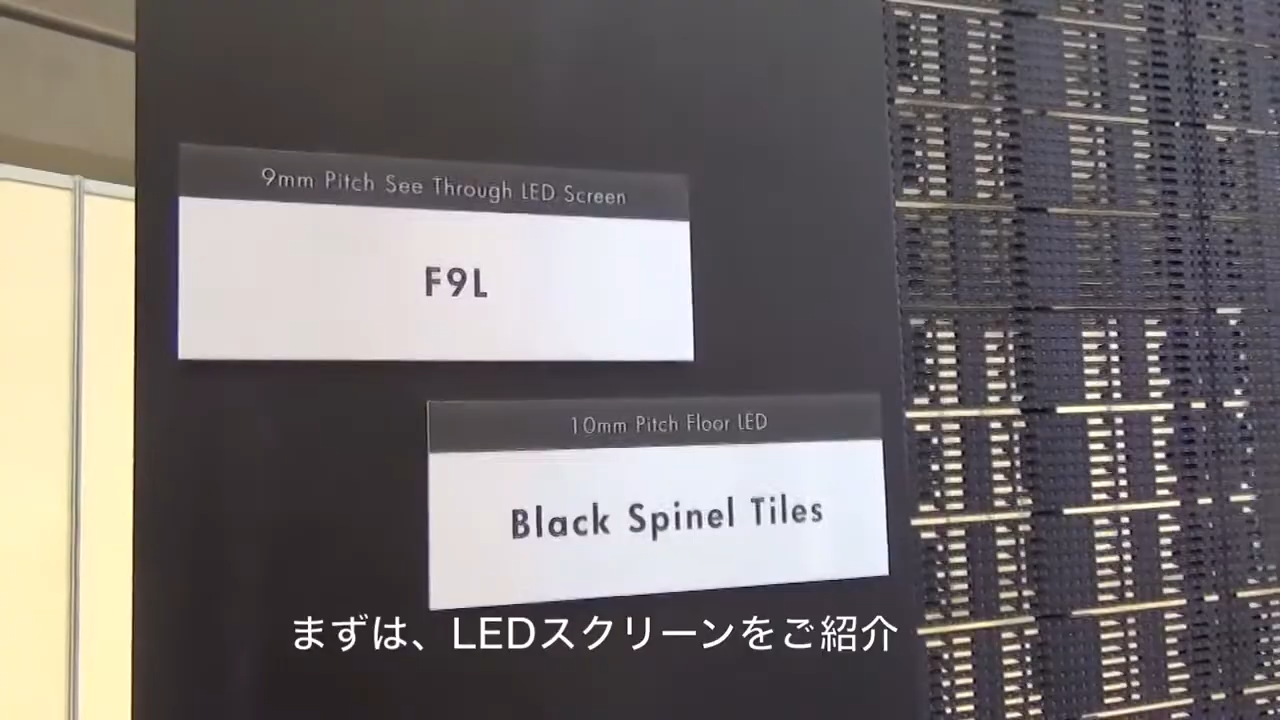 9mm Pitch See Through LED Screen
F9L
10mm Pitch Floor LED
Black Spinel Tiles
まずは、LEDスクリーンをご紹介